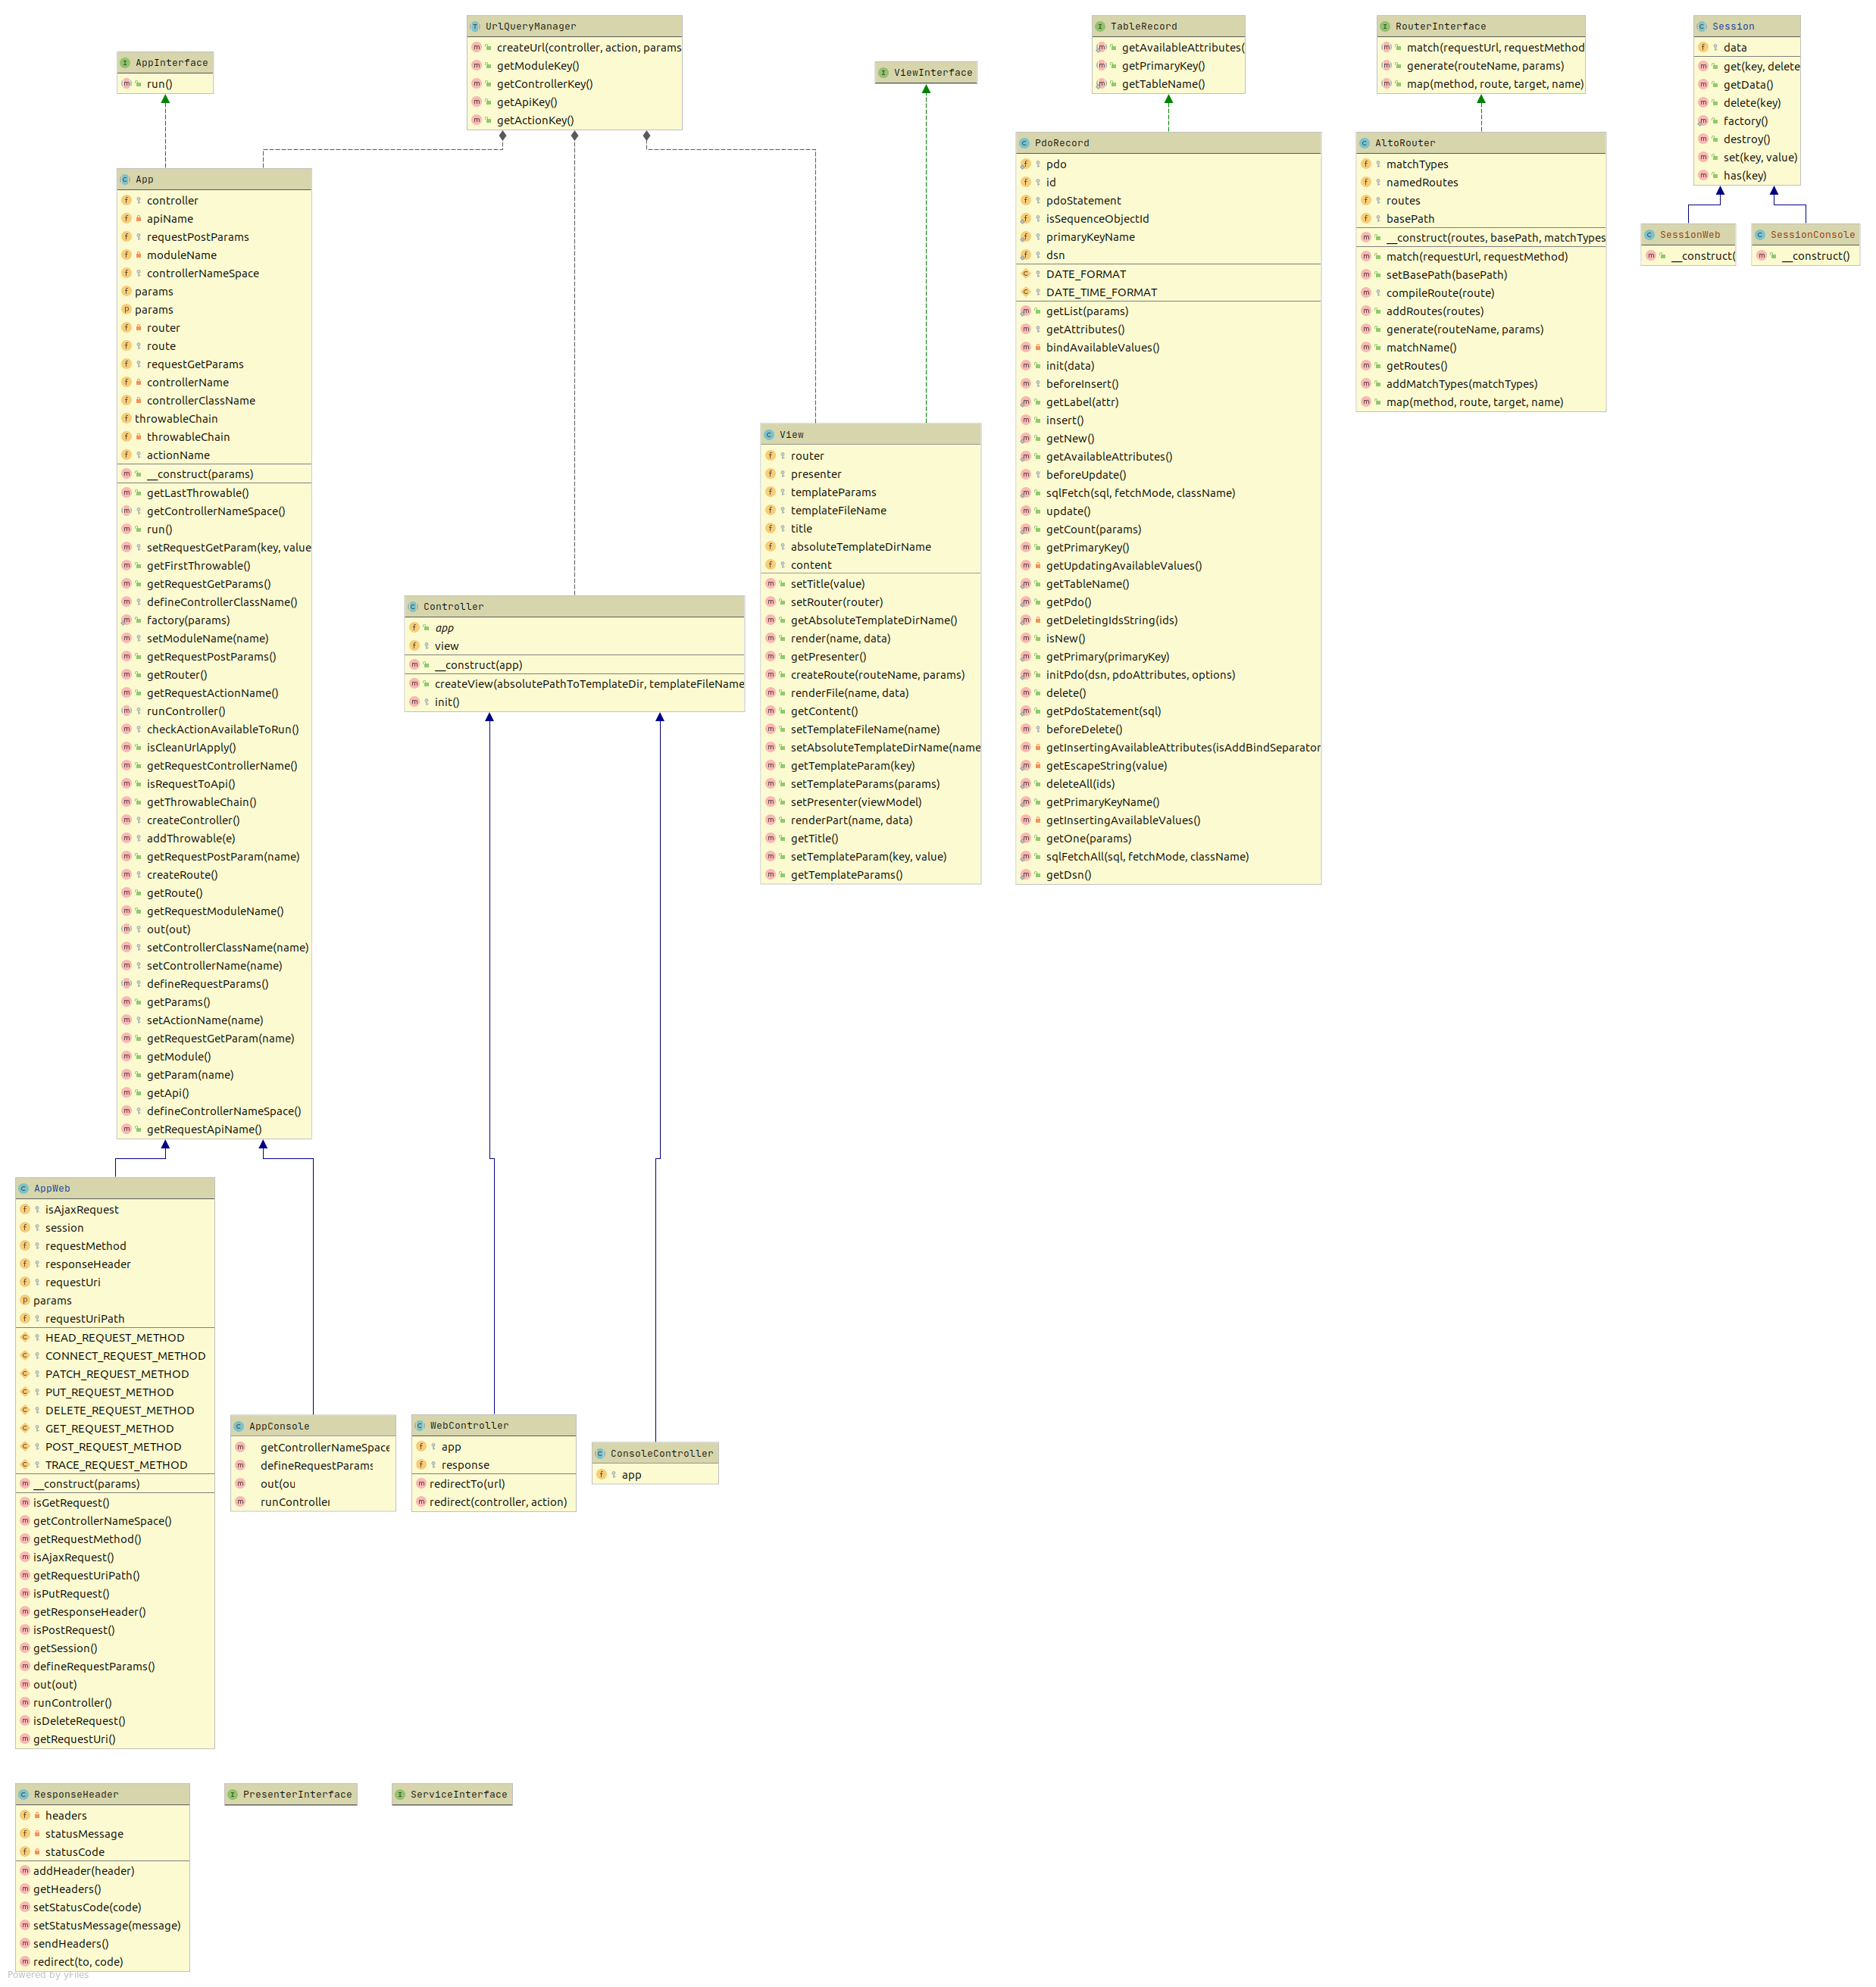 AppInterface
run()
UrlQueryManager
createUrl(controller, action, params
getModuleKey()
getControllerKey()
getApiKey()
getActionKey()
ViewInterface
TableRecord
getAvailableAttributes(
getPrimaryKey()
getTableName()
RouterInterface
match(requestUrl, requestMethod
generate(routeName, params)
map(method, route, target, name)
Session
data
get(key, delete
getData()
delete(key)
factory()
destroy()
set(key, value)
has(key)
SessionWeb
__construct(
SessionConsole
__construct()
App
controller
apiName
requestPostParams
moduleName
controllerNameSpace
params
params
router
route
requestGetParams
controllerName
controllerClassName
throwableChain
throwableChain
actionName
__construct(params)
getLastThrowable()
getControllerNameSpace()
run()
setRequestGetParam(key, value
getFirstThrowable()
getRequestGetParams()
defineControllerClassName()
factory(params)
setModuleName(name)
getRequestPostParams()
getRouter()
getRequestActionName()
runController()
checkActionAvailableToRun()
isCleanUrlApply()
getRequestControllerName()
isRequestToApi()
getThrowableChain()
createController()
addThrowable(e)
getRequestPostParam(name)
createRoute()
getRoute()
getRequestModuleName()
out(out)
setControllerClassName(name)
setControllerName(name)
defineRequestParams()
getParams()
setActionName(name)
getRequestGetParam(name)
getModule()
getParam(name)
getApi()
defineControllerNameSpace()
getRequestApiName()
Controller
app
view
__construct(app)
createView(absolutePathToTemplateDir, templateFileName
init()
View
router
presenter
templateParams
templateFileName
title
absoluteTemplateDirName
content
setTitle(value)
setRouter(router)
getAbsoluteTemplateDirName()
render(name, data)
getPresenter()
createRoute(routeName, params)
renderFile(name, data)
getContent()
setTemplateFileName(name)
setAbsoluteTemplateDirName(name
getTemplateParam(key)
setTemplateParams(params)
setPresenter(viewModel)
renderPart(name, data)
getTitle()
setTemplateParam(key, value)
getTemplateParams()
PdoRecord
pdo
id
pdoStatement
isSequenceObjectId
primaryKeyName
dsn
DATE_FORMAT
DATE_TIME_FORMAT
getList(params)
getAttributes()
bindAvailableValues()
init(data)
beforeInsert()
getLabel(attr)
insert()
getNew()
getAvailableAttributes()
beforeUpdate()
sqlFetch(sql, fetchMode, className)
update()
getCount(params)
getPrimaryKey()
getUpdatingAvailableValues()
getTableName()
getPdo()
getDeletingIdsString(ids)
isNew()
getPrimary(primaryKey)
initPdo(dsn, pdoAttributes, options)
delete()
getPdoStatement(sql)
beforeDelete()
getInsertingAvailableAttributes(isAddBindSeparator
getEscapeString(value)
deleteAll(ids)
getPrimaryKeyName()
getInsertingAvailableValues()
getOne(params)
sqlFetchAll(sql, fetchMode, className)
getDsn()
AltoRouter
matchTypes
namedRoutes
routes
basePath
__construct(routes, basePath, matchTypes
match(requestUrl, requestMethod)
setBasePath(basePath)
compileRoute(route)
addRoutes(routes)
generate(routeName, params)
matchName()
getRoutes()
addMatchTypes(matchTypes)
map(method, route, target, name)
AppWeb
isAjaxRequest
session
requestMethod
responseHeader
requestUri
params
requestUriPath
HEAD_REQUEST_METHOD
CONNECT_REQUEST_METHOD
PATCH_REQUEST_METHOD
PUT_REQUEST_METHOD
DELETE_REQUEST_METHOD
GET_REQUEST_METHOD
POST_REQUEST_METHOD
TRACE_REQUEST_METHOD
__construct(params)
isGetRequest()
getControllerNameSpace()
getRequestMethod()
isAjaxRequest()
getRequestUriPath()
isPutRequest()
getResponseHeader()
isPostRequest()
getSession()
defineRequestParams()
out(out)
runController()
isDeleteRequest()
getRequestUri()
AppConsole
getControllerNameSpace
defineRequestParams
out(ou
runController
WebController
app
response
redirectTo(url)
redirect(controller, action)
ConsoleController
app
ResponseHeader
headers
statusMessage
statusCode
addHeader(header)
getHeaders()
setStatusCode(code)
setStatusMessage(message)
sendHeaders()
redirect(to, code)
PresenterInterface
ServiceInterface
Powered by yFiles